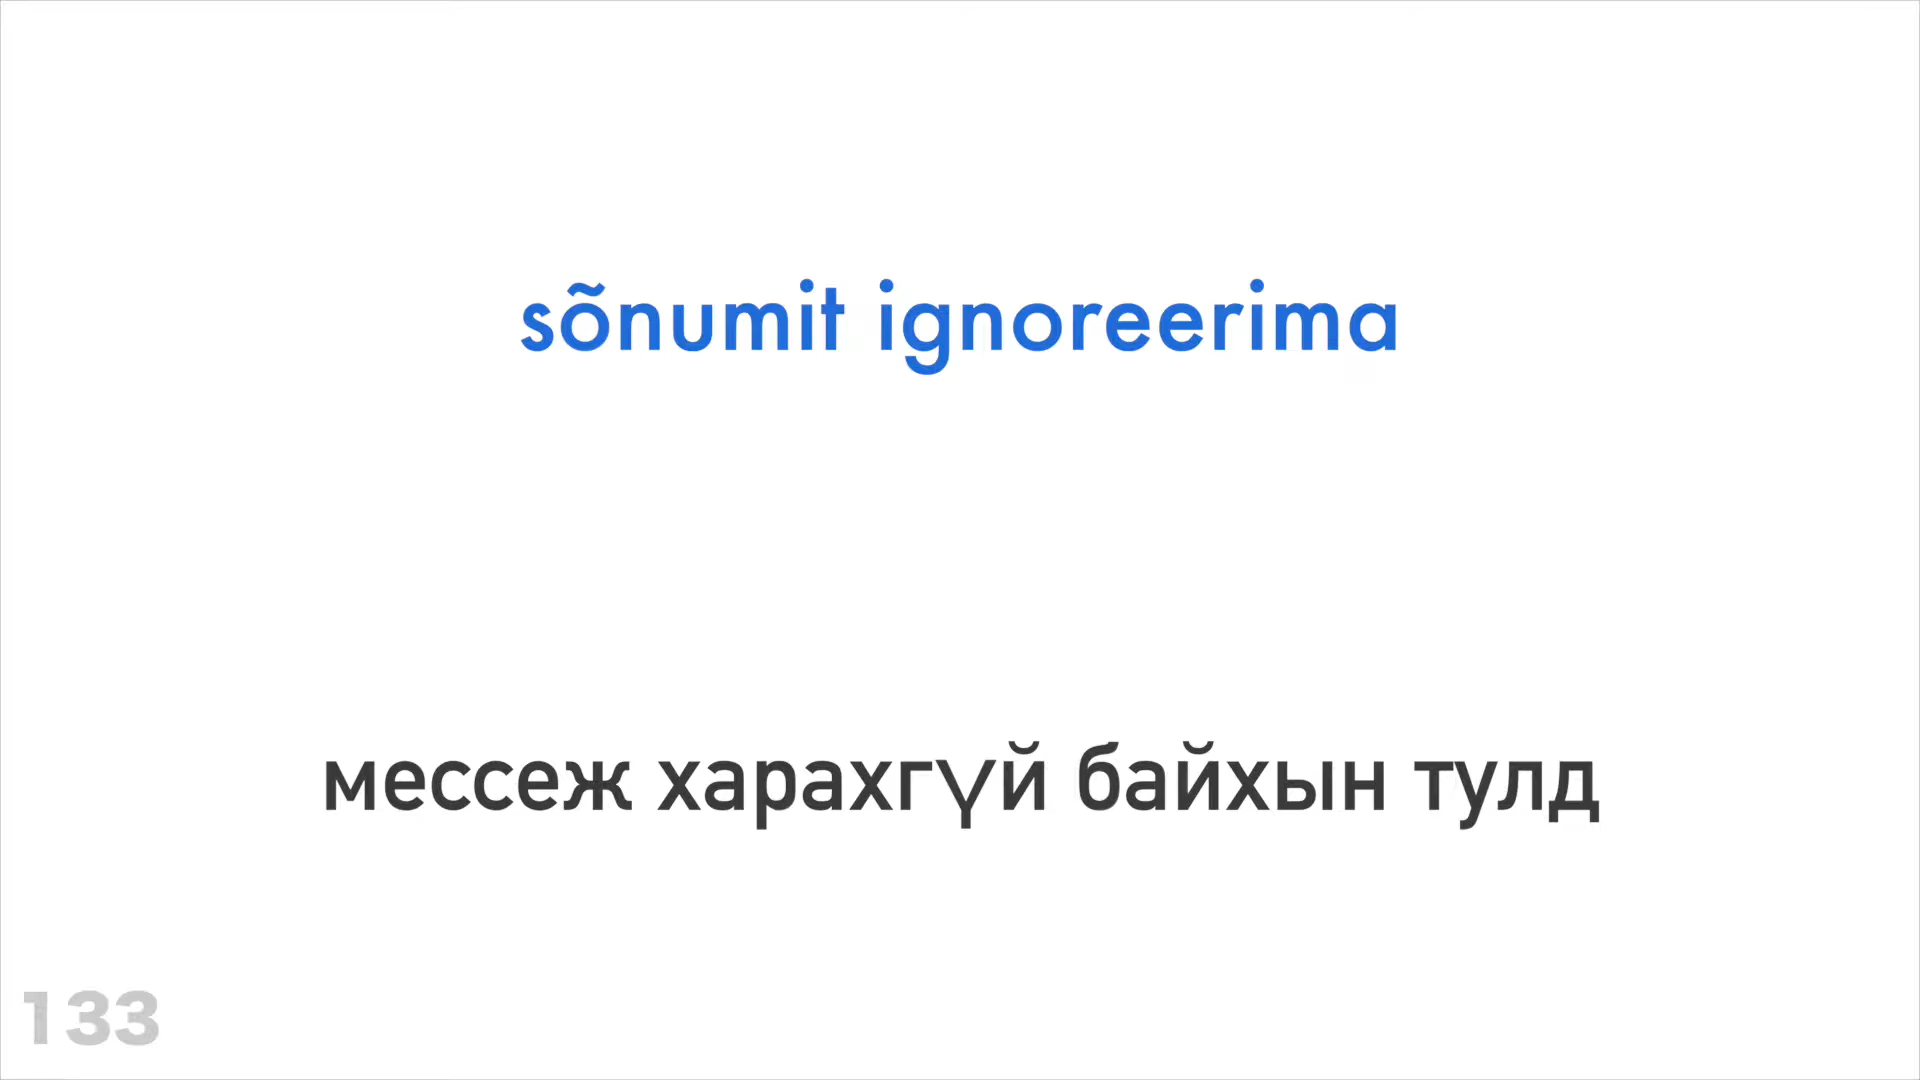 sõnumit ignoreerima
мессеж харахгүй байхын тулд
133